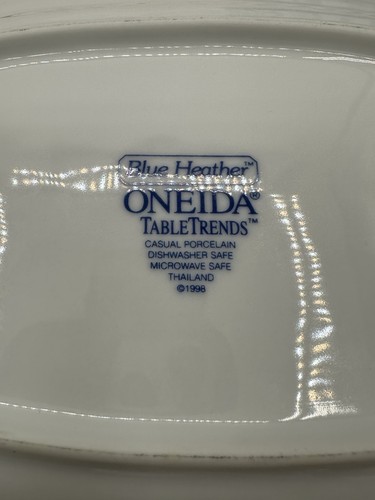 Blue Heather™
ONEIDA®
TABLETRENDS™
CASUAL PORCELAIN
DISHWASHER SAFE
MICROWAVE SAFE
THAILAND
©1998